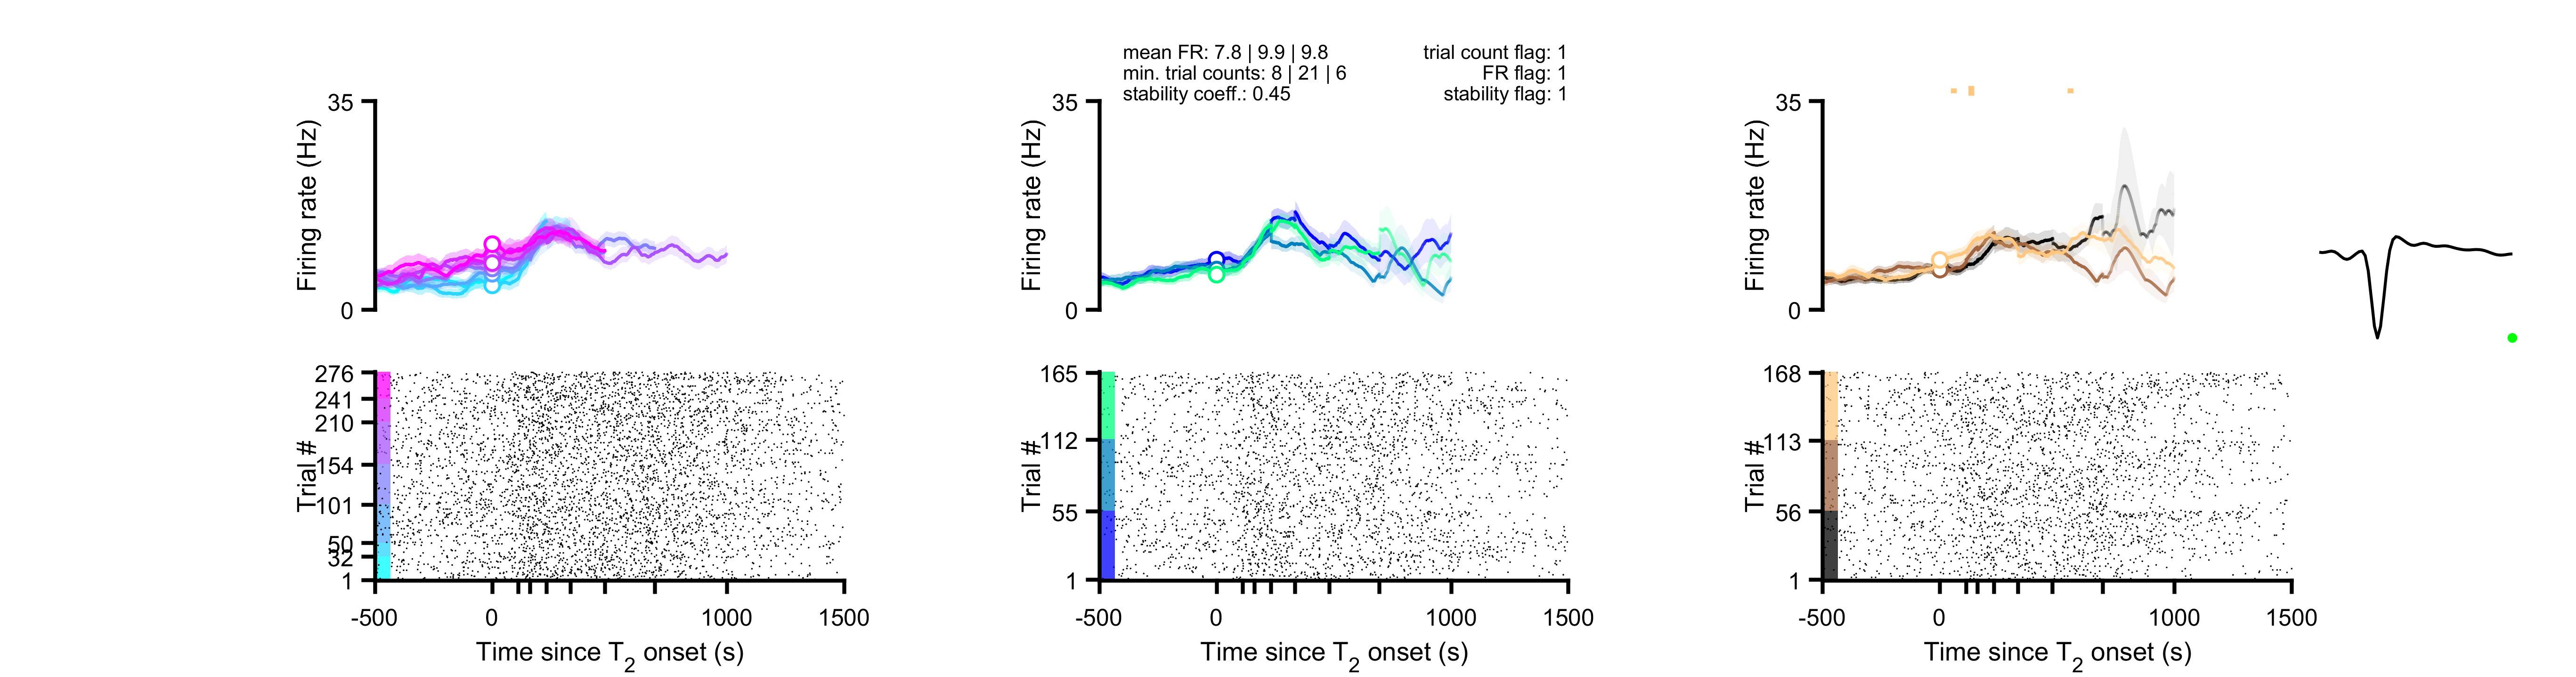 mean FR: 7.8 | 9.9 | 9.8
min. trial counts: 8 | 21 | 6
stability coeff.: 0.45
trial count flag: 1
FR flag: 1
stability flag: 1
35
Firing rate (Hz)
0
35
Firing rate (Hz)
0
35
Firing rate (Hz)
0
276
241
210
154
101
50
32
1
Trial #
-500
0
1000
1500
Time since T2 onset (s)
165
112
55
1
Trial #
-500
0
1000
1500
Time since T2 onset (s)
168
113
56
1
Trial #
-500
0
1000
1500
Time since T2 onset (s)